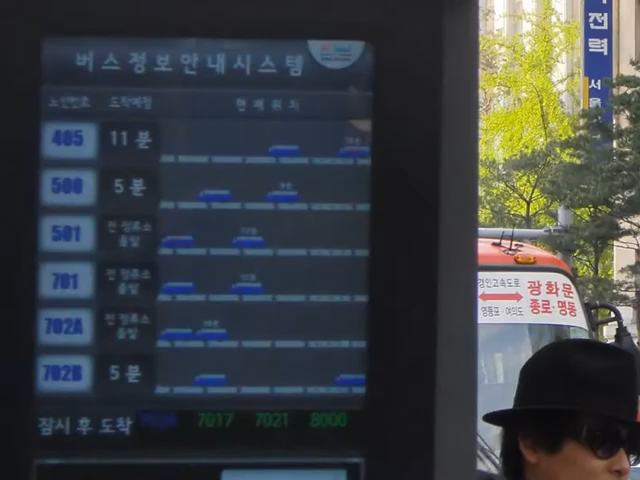 버스정보안내시스템
노선번호 도착예정 현재위치
405 11분
500 5분
501 전 정류소 출발
701 전 정류소 출발
702A 전 정류소 출발
702B 5분
잠시 후 도착 7017 7021 8000
전력
서울
경인고속도로
영등포·여의도
광화문
종로·명동